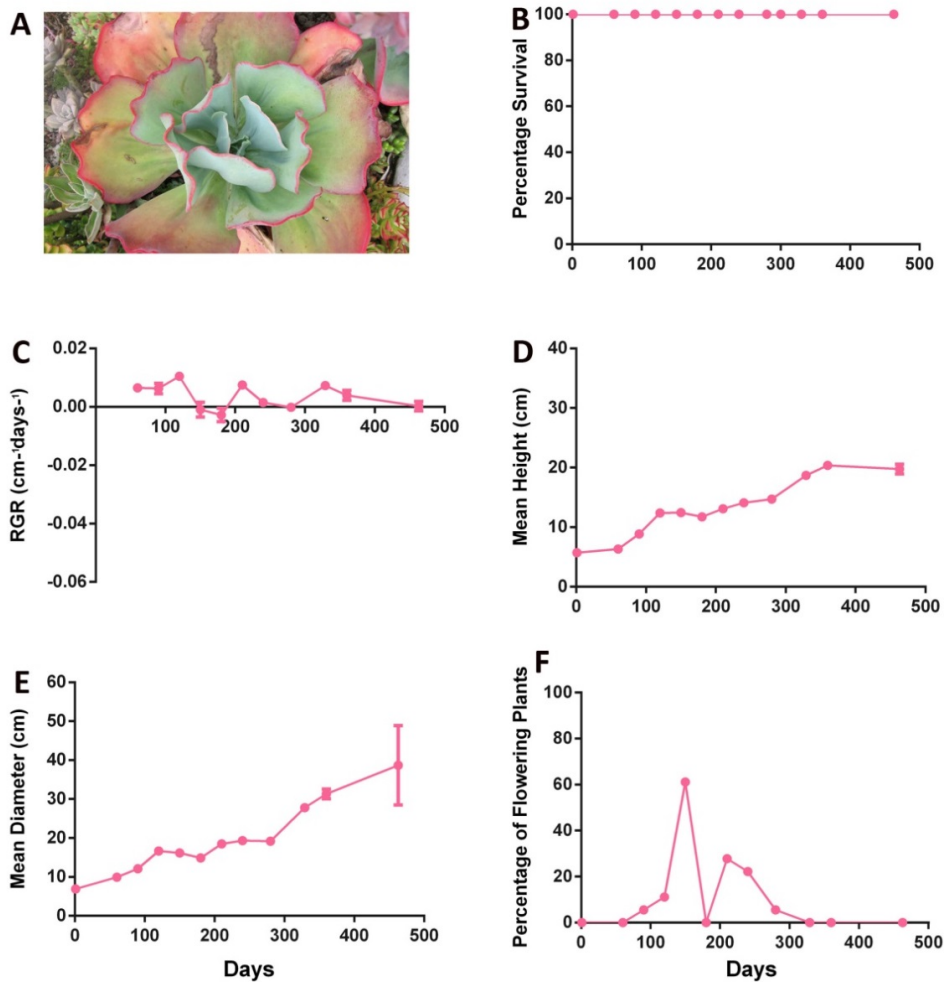 A
B
100
80
60
40
20
0
Percentage Survival
0 100 200 300 400 500
C
0.02
0.00
-0.02
-0.04
-0.06
RGR (cm-¹days-¹)
100 200 300 400 500
D
40
30
20
10
0
Mean Height (cm)
0 100 200 300 400 500
E
60
50
40
30
20
10
0
Mean Diameter (cm)
0 100 200 300 400 500
Days
F
100
80
60
40
20
0
Percentage of Flowering Plants
0 100 200 300 400 500
Days